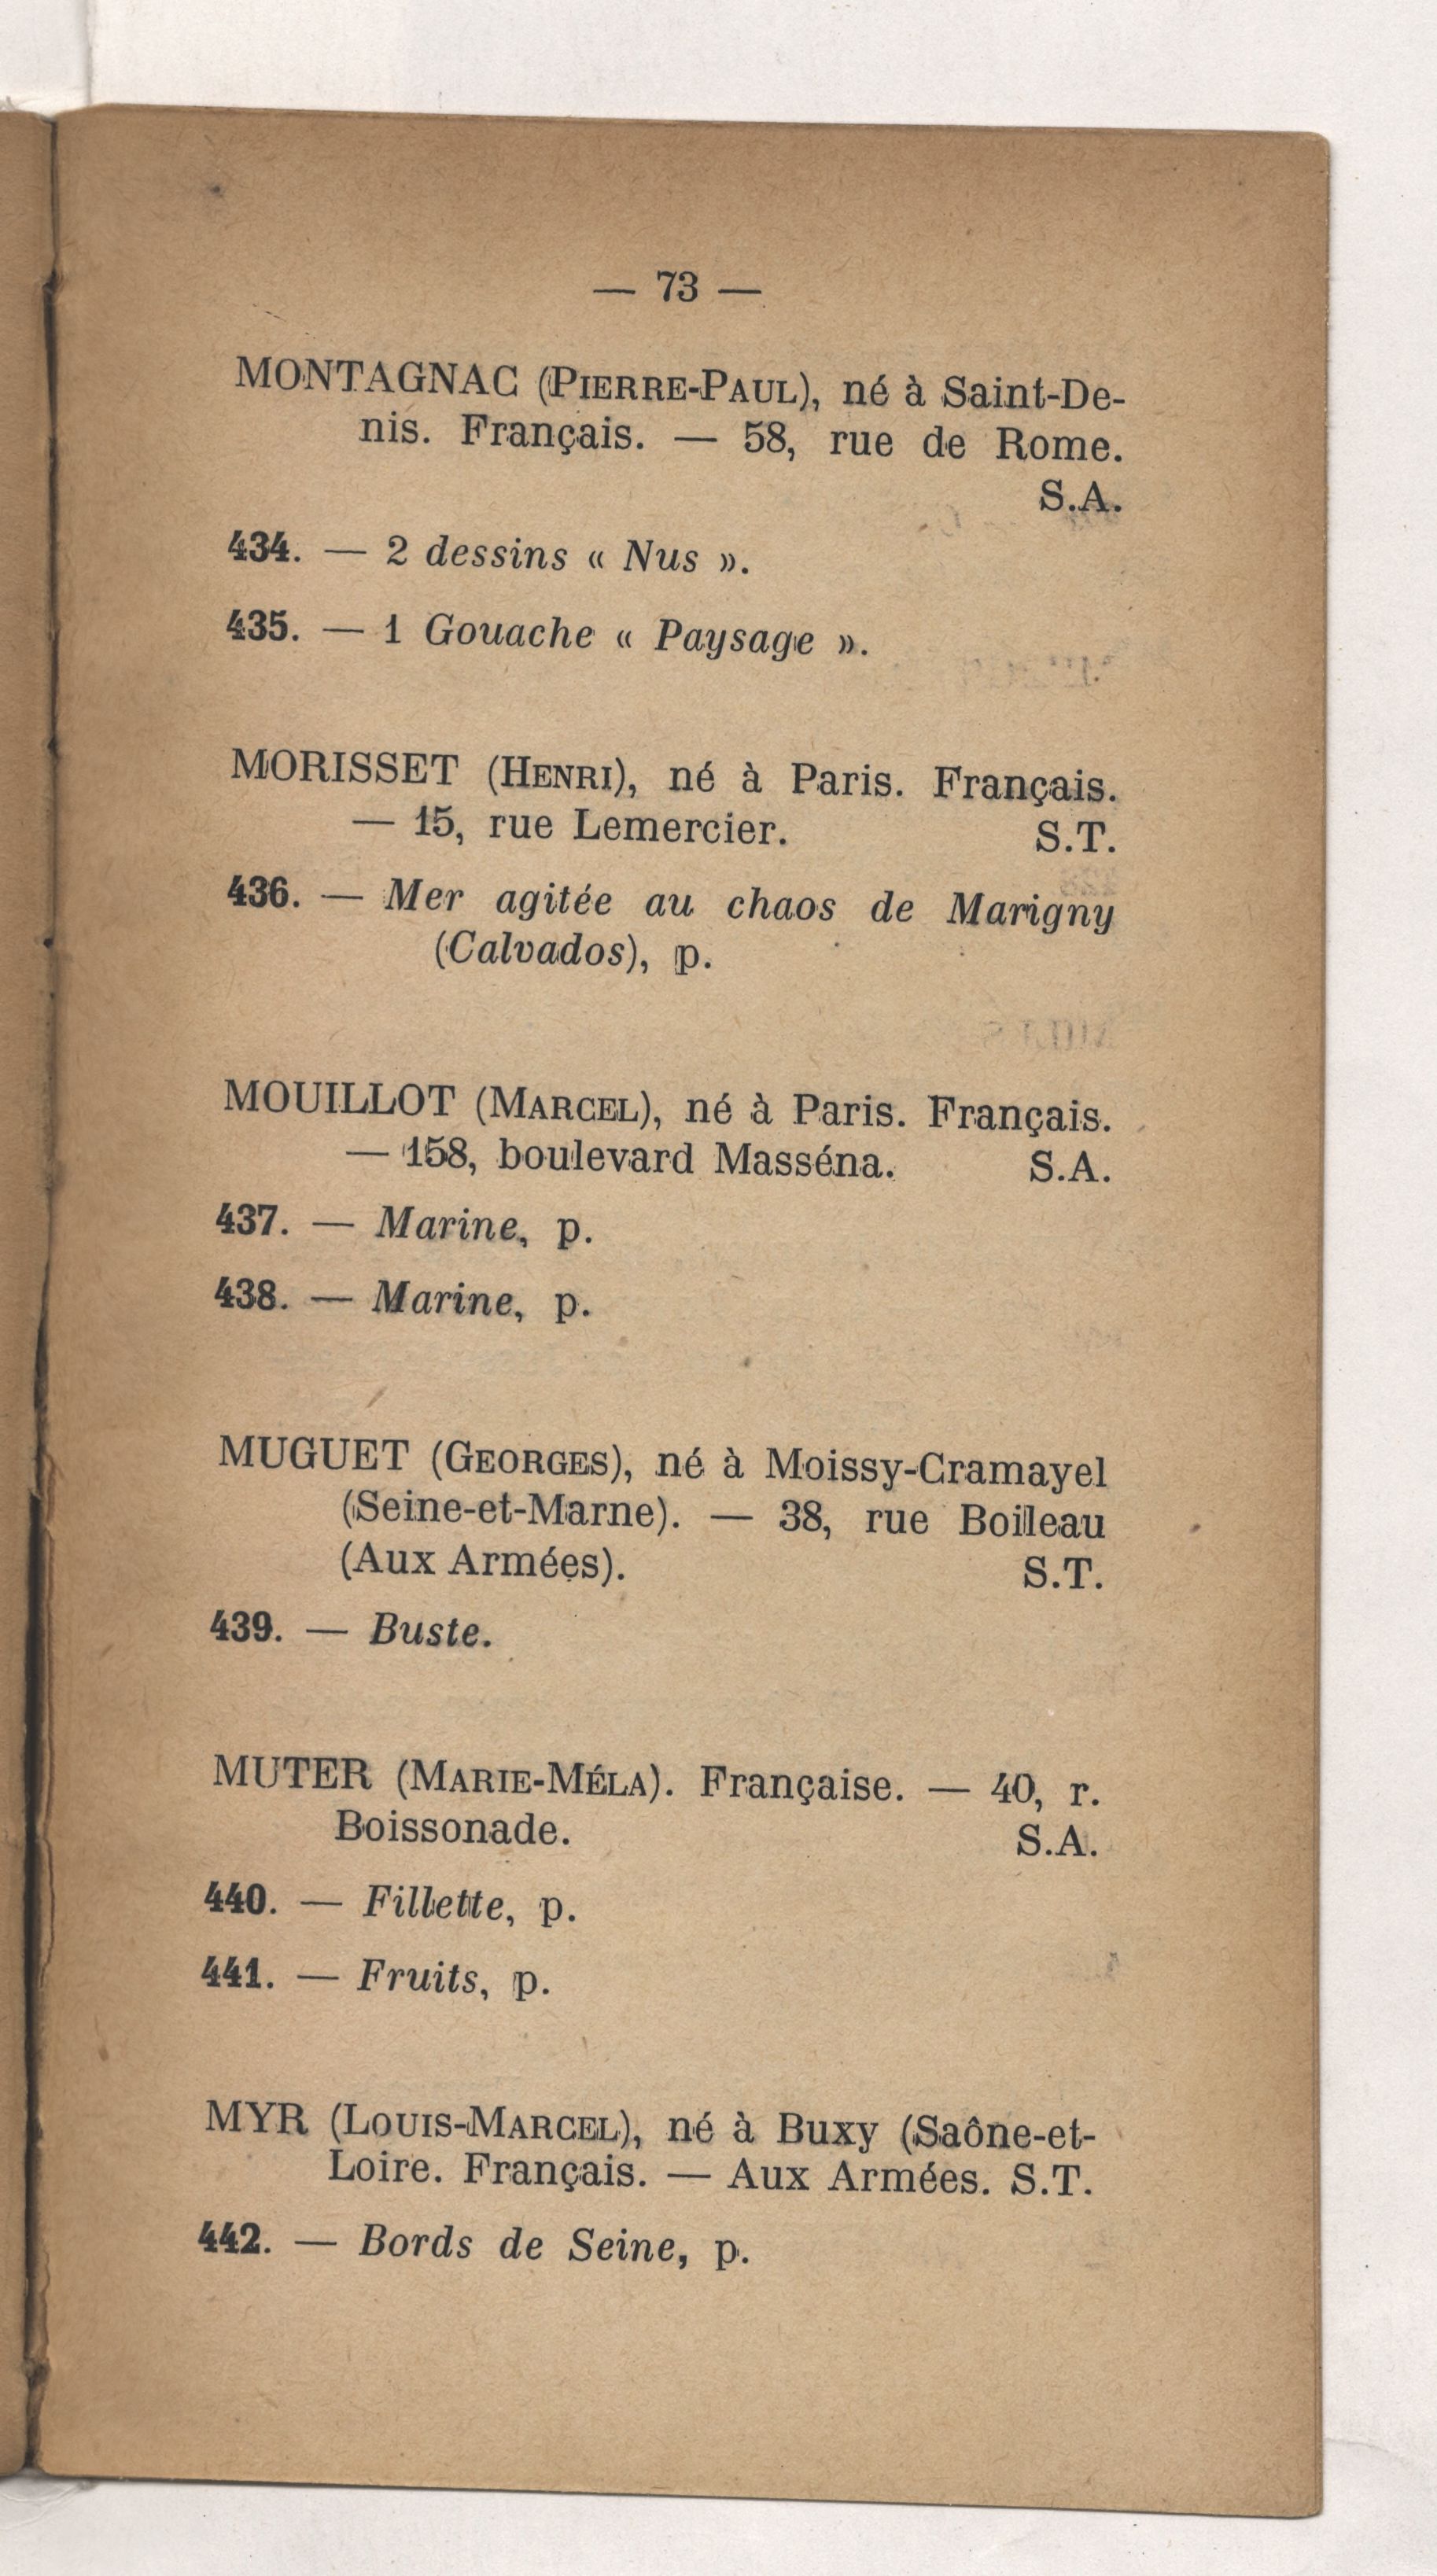 — 73 —
MONTAGNAC (PIERRE-PAUL), né à Saint-De-
nis. Français. — 58, rue de Rome.
S.A.
434. — 2 dessins « Nus ».
435. — 1 Gouache « Paysage ».
MORISSET (HENRI), né à Paris. Français.
— 15, rue Lemercier. S.T.
436. — Mer agitée au chaos de Marigny
(Calvados), p.
MOUILLOT (MARCEL), né à Paris. Français.
— 158, boulevard Masséna. S.A.
437. — Marine, p.
438. — Marine, p.
MUGUET (GEORGES), né à Moissy-Cramayel
(Seine-et-Marne). — 38, rue Boileau
(Aux Armées). S.T.
439. — Buste.
MUTER (MARIE-MÉLA). Française. — 40, r.
Boissonade. S.A.
440. — Fillette, p.
441. — Fruits, p.
MYR (LOUIS-MARCEL), né à Buxy (Saône-et-
Loire. Français. — Aux Armées. S.T.
442. — Bords de Seine, p.